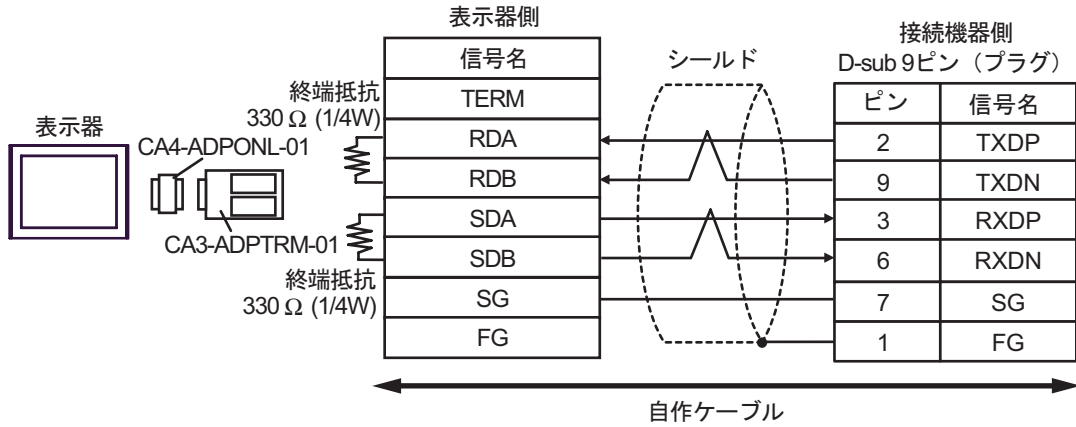 表示器側
接続機器側
D-sub 9ピン（プラグ）
信号名
シールド
ピン
信号名
終端抵抗
330 Ω (1/4W)
TERM
表示器
CA4-ADPONL-01
CA3-ADPTRM-01
RDA
2
TXDP
RDB
9
TXDN
SDA
3
RXDP
SDB
6
RXDN
終端抵抗
330 Ω (1/4W)
SG
7
SG
FG
1
FG
自作ケーブル